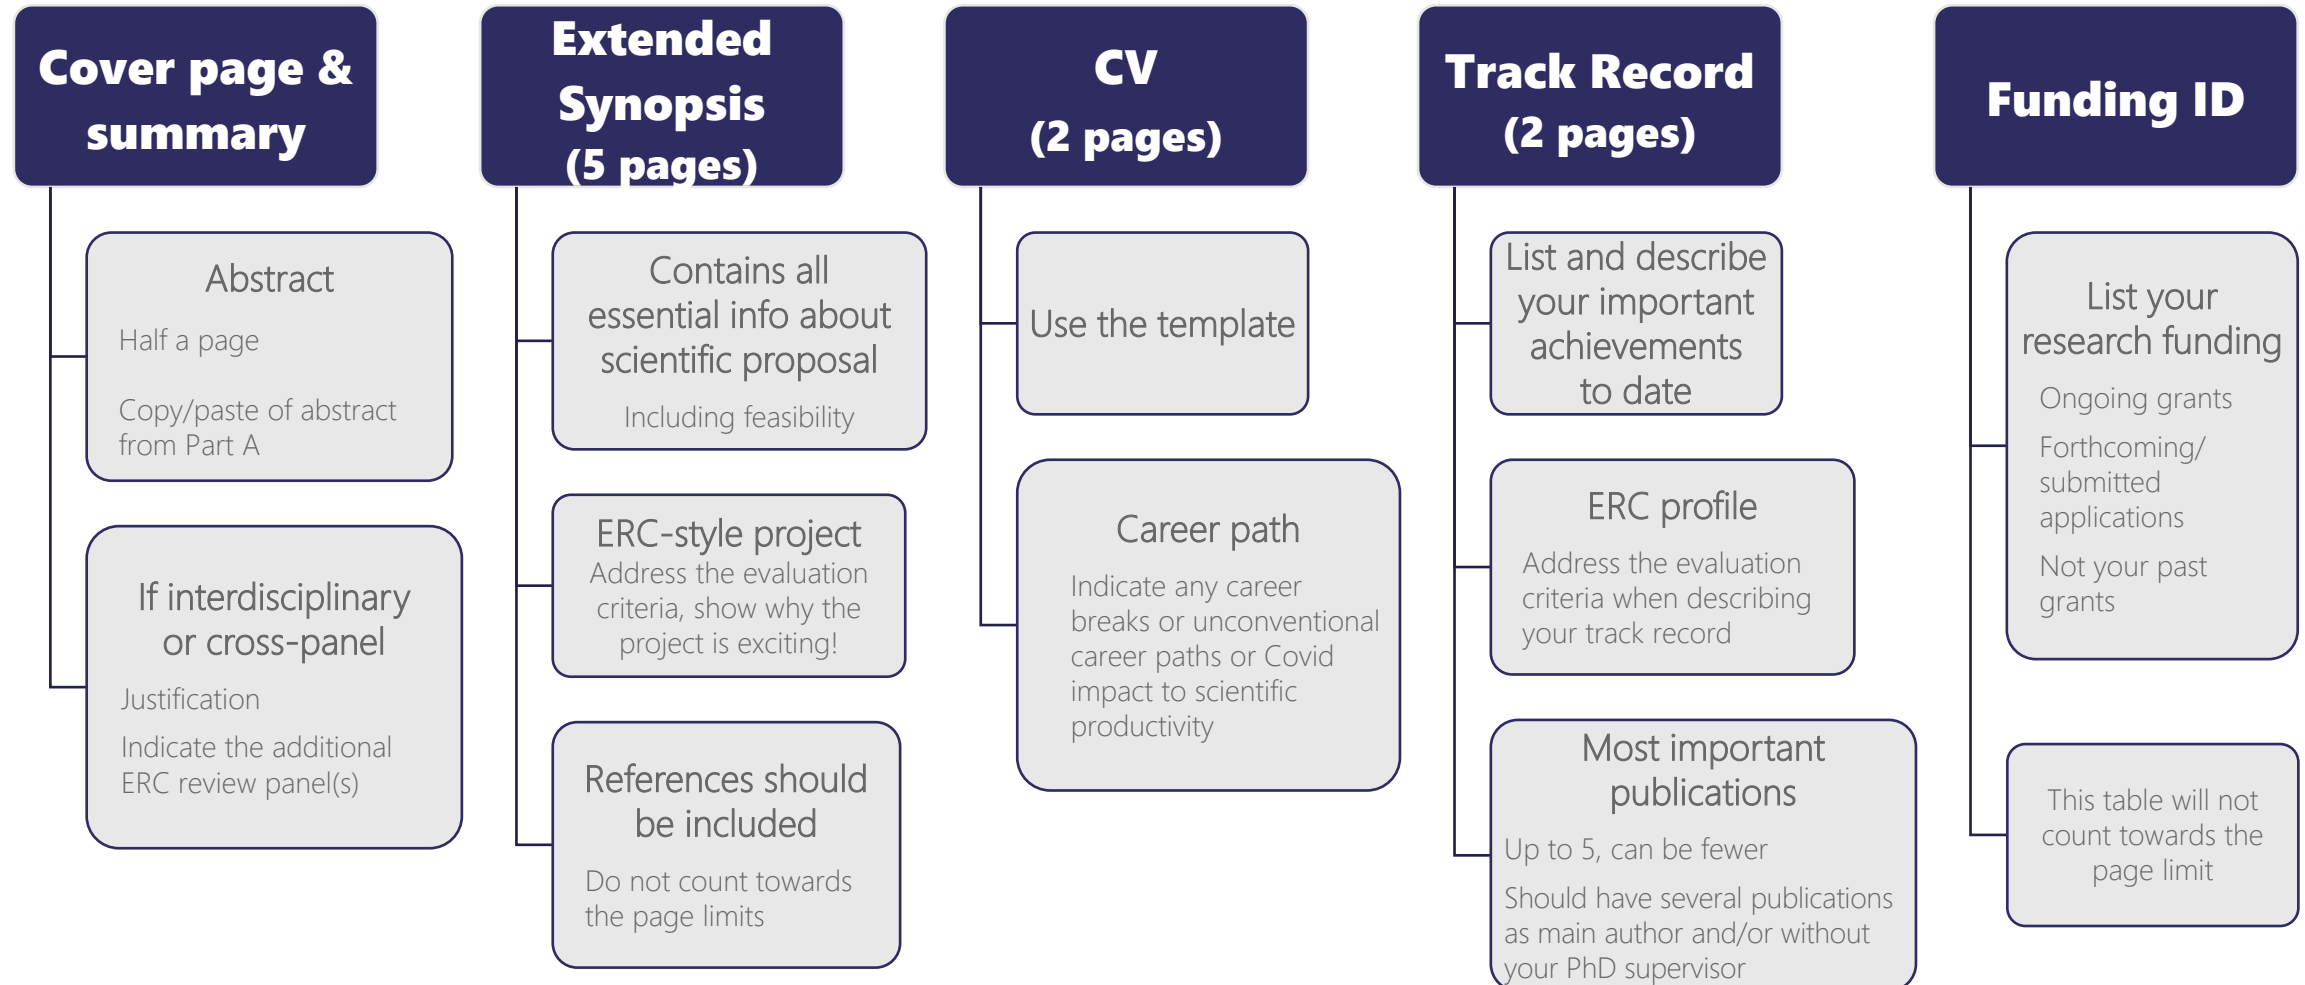 Cover page &
summary
Abstract
Half a page
Copy/paste of abstract
from Part A
If interdisciplinary
or cross-panel
Justification
Indicate the additional
ERC review panel(s)
Extended
Synopsis
(5 pages)
Contains all
essential info about
scientific proposal
Including feasibility
ERC-style project
Address the evaluation
criteria, show why the
project is exciting!
References should
be included
Do not count towards
the page limits
CV
(2 pages)
Use the template
Career path
Indicate any career
breaks or unconventional
career paths or Covid
impact to scientific
productivity
Track Record
(2 pages)
List and describe
your important
achievements
to date
ERC profile
Address the evaluation
criteria when describing
your track record
Most important
publications
Up to 5, can be fewer
Should have several publications
as main author and/or without
your PhD supervisor
Funding ID
List your
research funding
Ongoing grants
Forthcoming/
submitted
applications
Not your past
grants
This table will not
count towards the
page limit